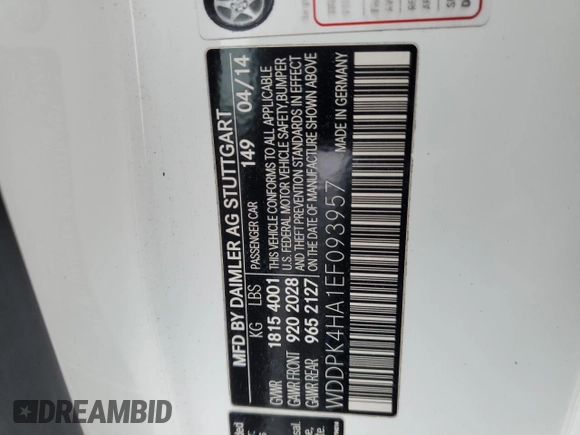 MFD BY DAIMLER AG STUTTGART
KG LBS PASSENGER CAR 149 04/14
GVWR 1815 4001 THIS VEHICLE CONFORMS TO ALL APPLICABLE
GAWR FRONT 920 2028 U.S. FEDERAL MOTOR VEHICLE SAFETY, BUMPER
AND THEFT PREVENTION STANDARDS IN EFFECT
GAWR REAR 965 2127 ON THE DATE OF MANUFACTURE SHOWN ABOVE
WDDPK4HA1EF093957 MADE IN GERMANY
DREAMBID